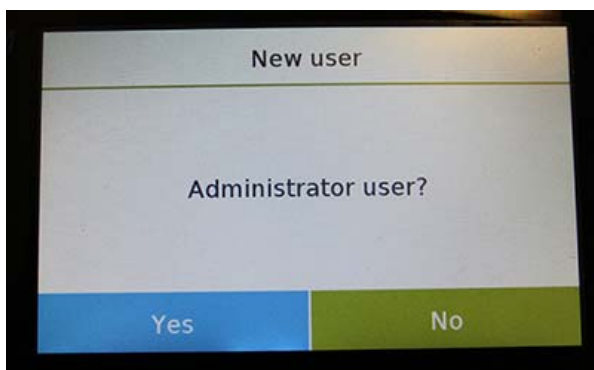 New user
Administrator user?
Yes
No